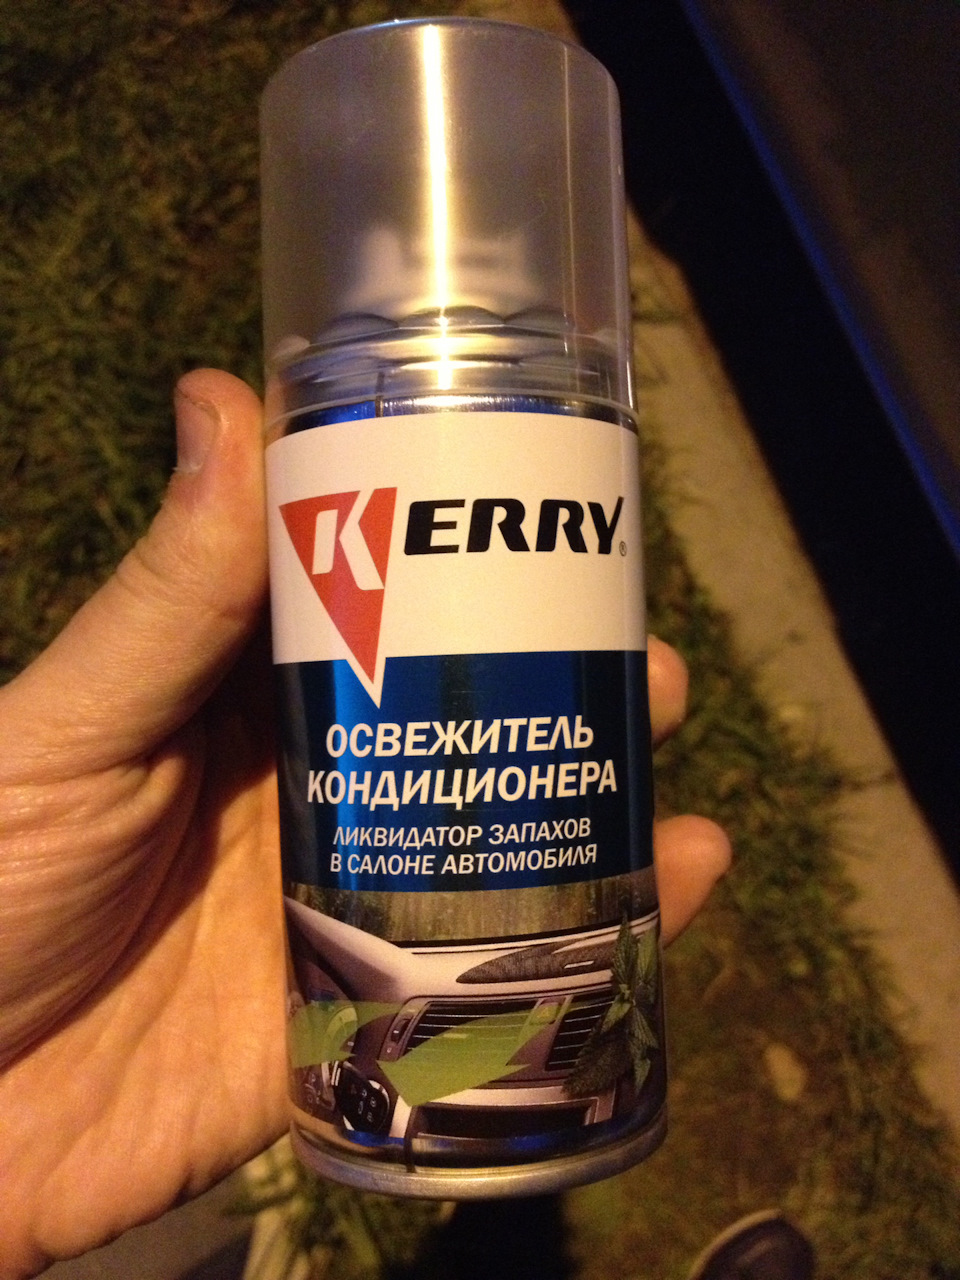 KERRY®
ОСВЕЖИТЕЛЬ
КОНДИЦИОНЕРА
ЛИКВИДАТОР ЗАПАХОВ
В САЛОНЕ АВТОМОБИЛЯ